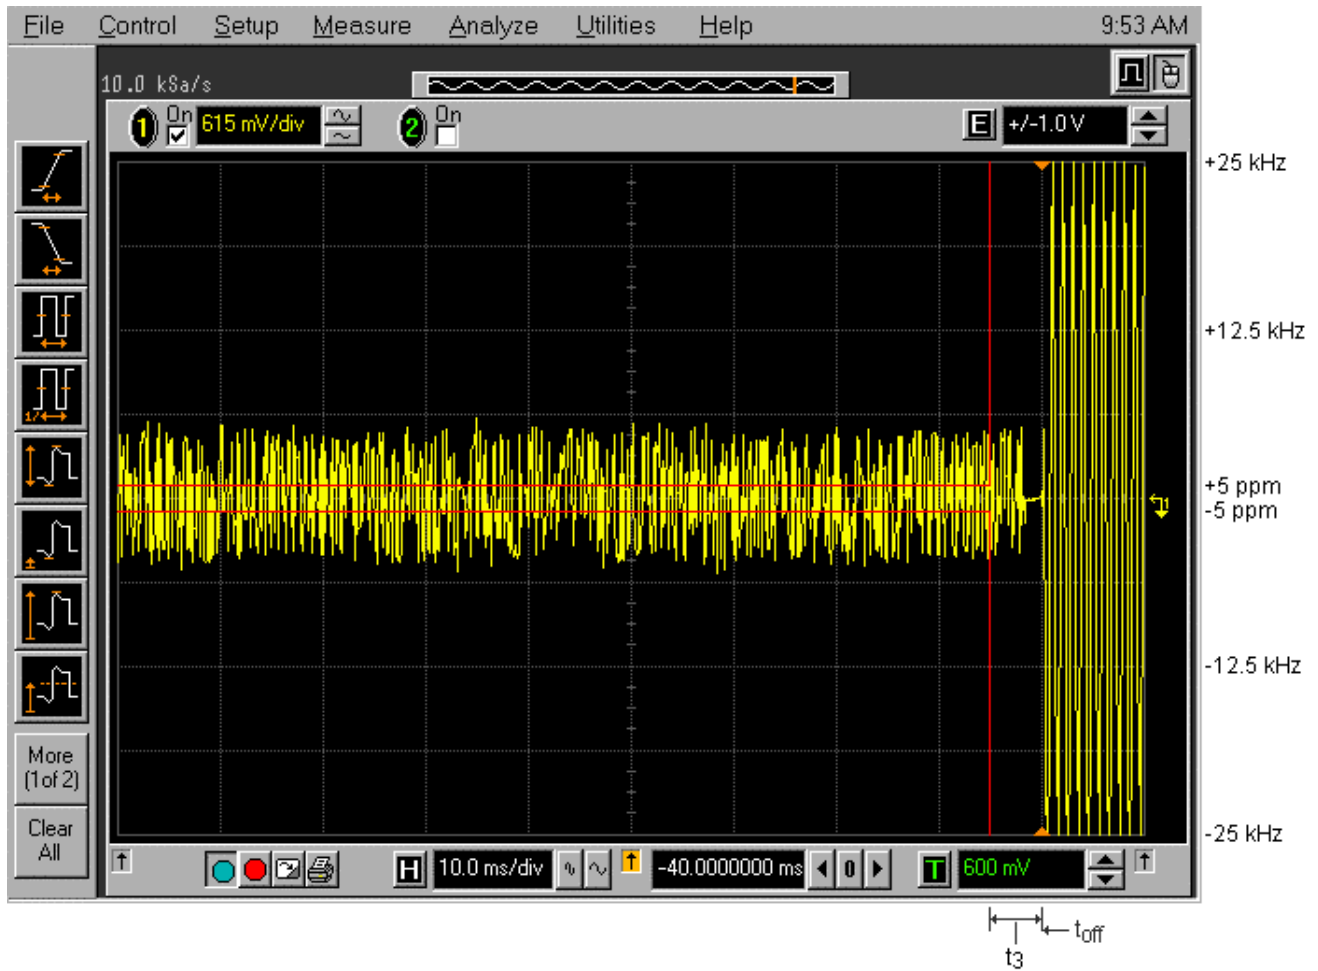 File Control Setup Measure Analyze Utilities Help 9:53 AM
10.0 kSa/s
1 On 615 mV/div 2 On E +/-1.0 V
+25 kHz
+12.5 kHz
+5 ppm
-5 ppm
-12.5 kHz
-25 kHz
1/
More
(1of 2)
Clear
All
H 10.0 ms/div -40.0000000 ms 0 T 600 mV
toff
t3